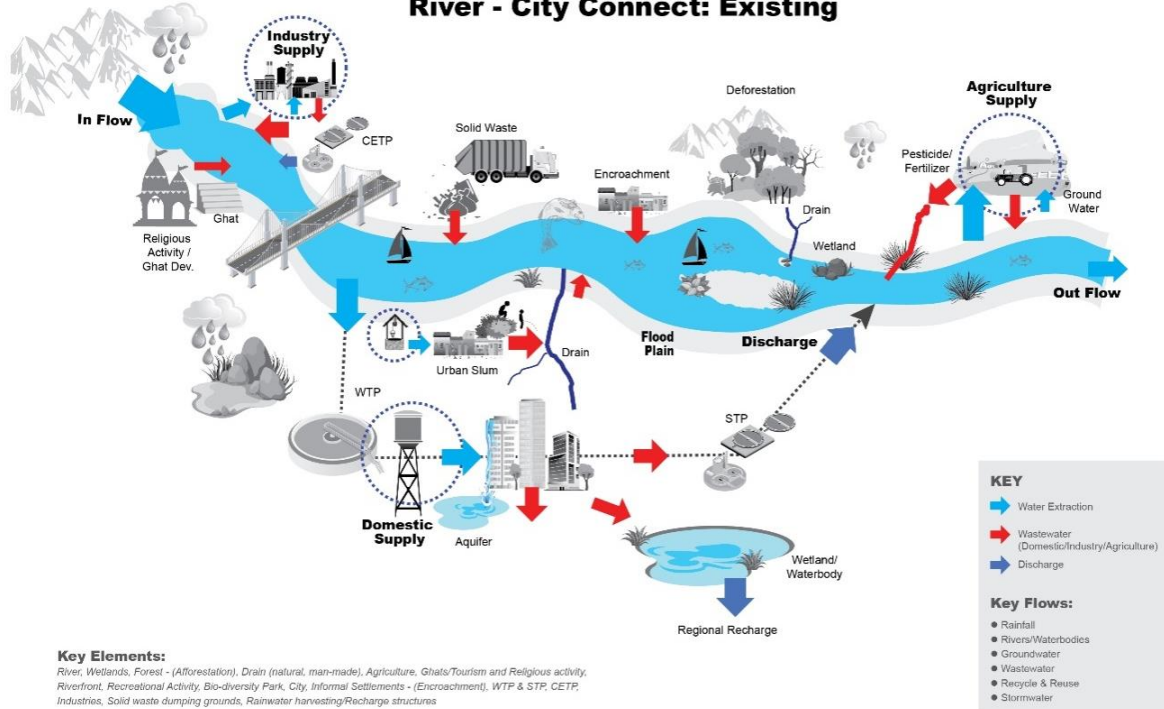 River - City Connect: Existing
Industry
Supply
In Flow
CETP
Solid Waste
Encroachment
Deforestation
Agriculture
Supply
Pesticide/
Fertilizer
Ground
Water
Ghat
Religious
Activity /
Ghat Dev.
Drain
Wetland
Out Flow
Urban Slum
Drain
Flood
Plain
Discharge
WTP
STP
Domestic
Supply
Aquifer
Wetland/
Waterbody
Regional Recharge
KEY
Water Extraction
Wastewater
(Domestic/Industry/Agriculture)
Discharge
Key Flows:
● Rainfall
● Rivers/Waterbodies
● Groundwater
● Wastewater
● Recycle & Reuse
● Stormwater
Key Elements:
River, Wetlands, Forest - (Afforestation), Drain (natural, man-made), Agriculture, Ghats/Tourism and Religious activity,
Riverfront, Recreational Activity, Bio-diversity Park, City, Informal Settlements - (Encroachment), WTP & STP, CETP,
Industries, Solid waste dumping grounds, Rainwater harvesting/Recharge structures